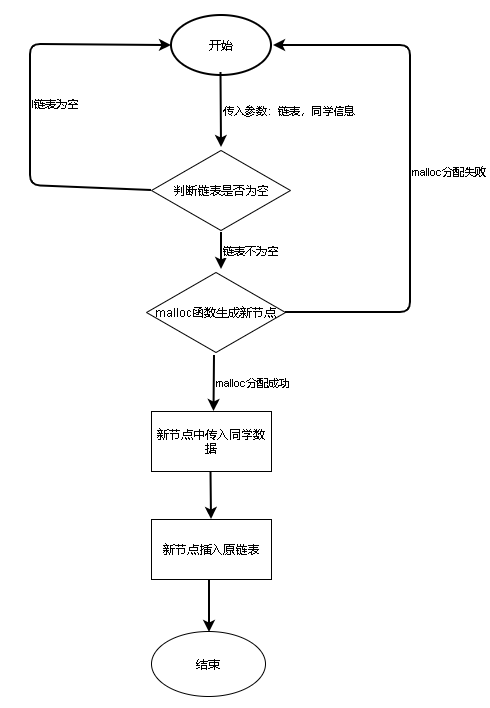 开始
l链表为空
传入参数：链表，同学信息
malloc分配失败
判断链表是否为空
链表不为空
malloc函数生成新节点
malloc分配成功
新节点中传入同学数
据
新节点插入原链表
结束